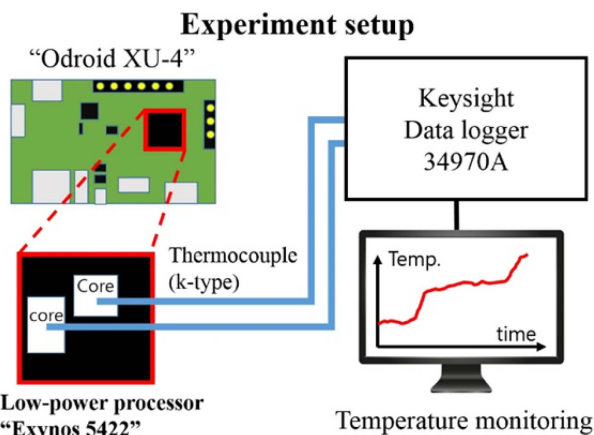 Experiment setup
“Odroid XU-4”
Keysight
Data logger
34970A
Thermocouple
(k-type)
Core
core
Temp.
time
Low-power processor
“Exynos 5422”
Temperature monitoring